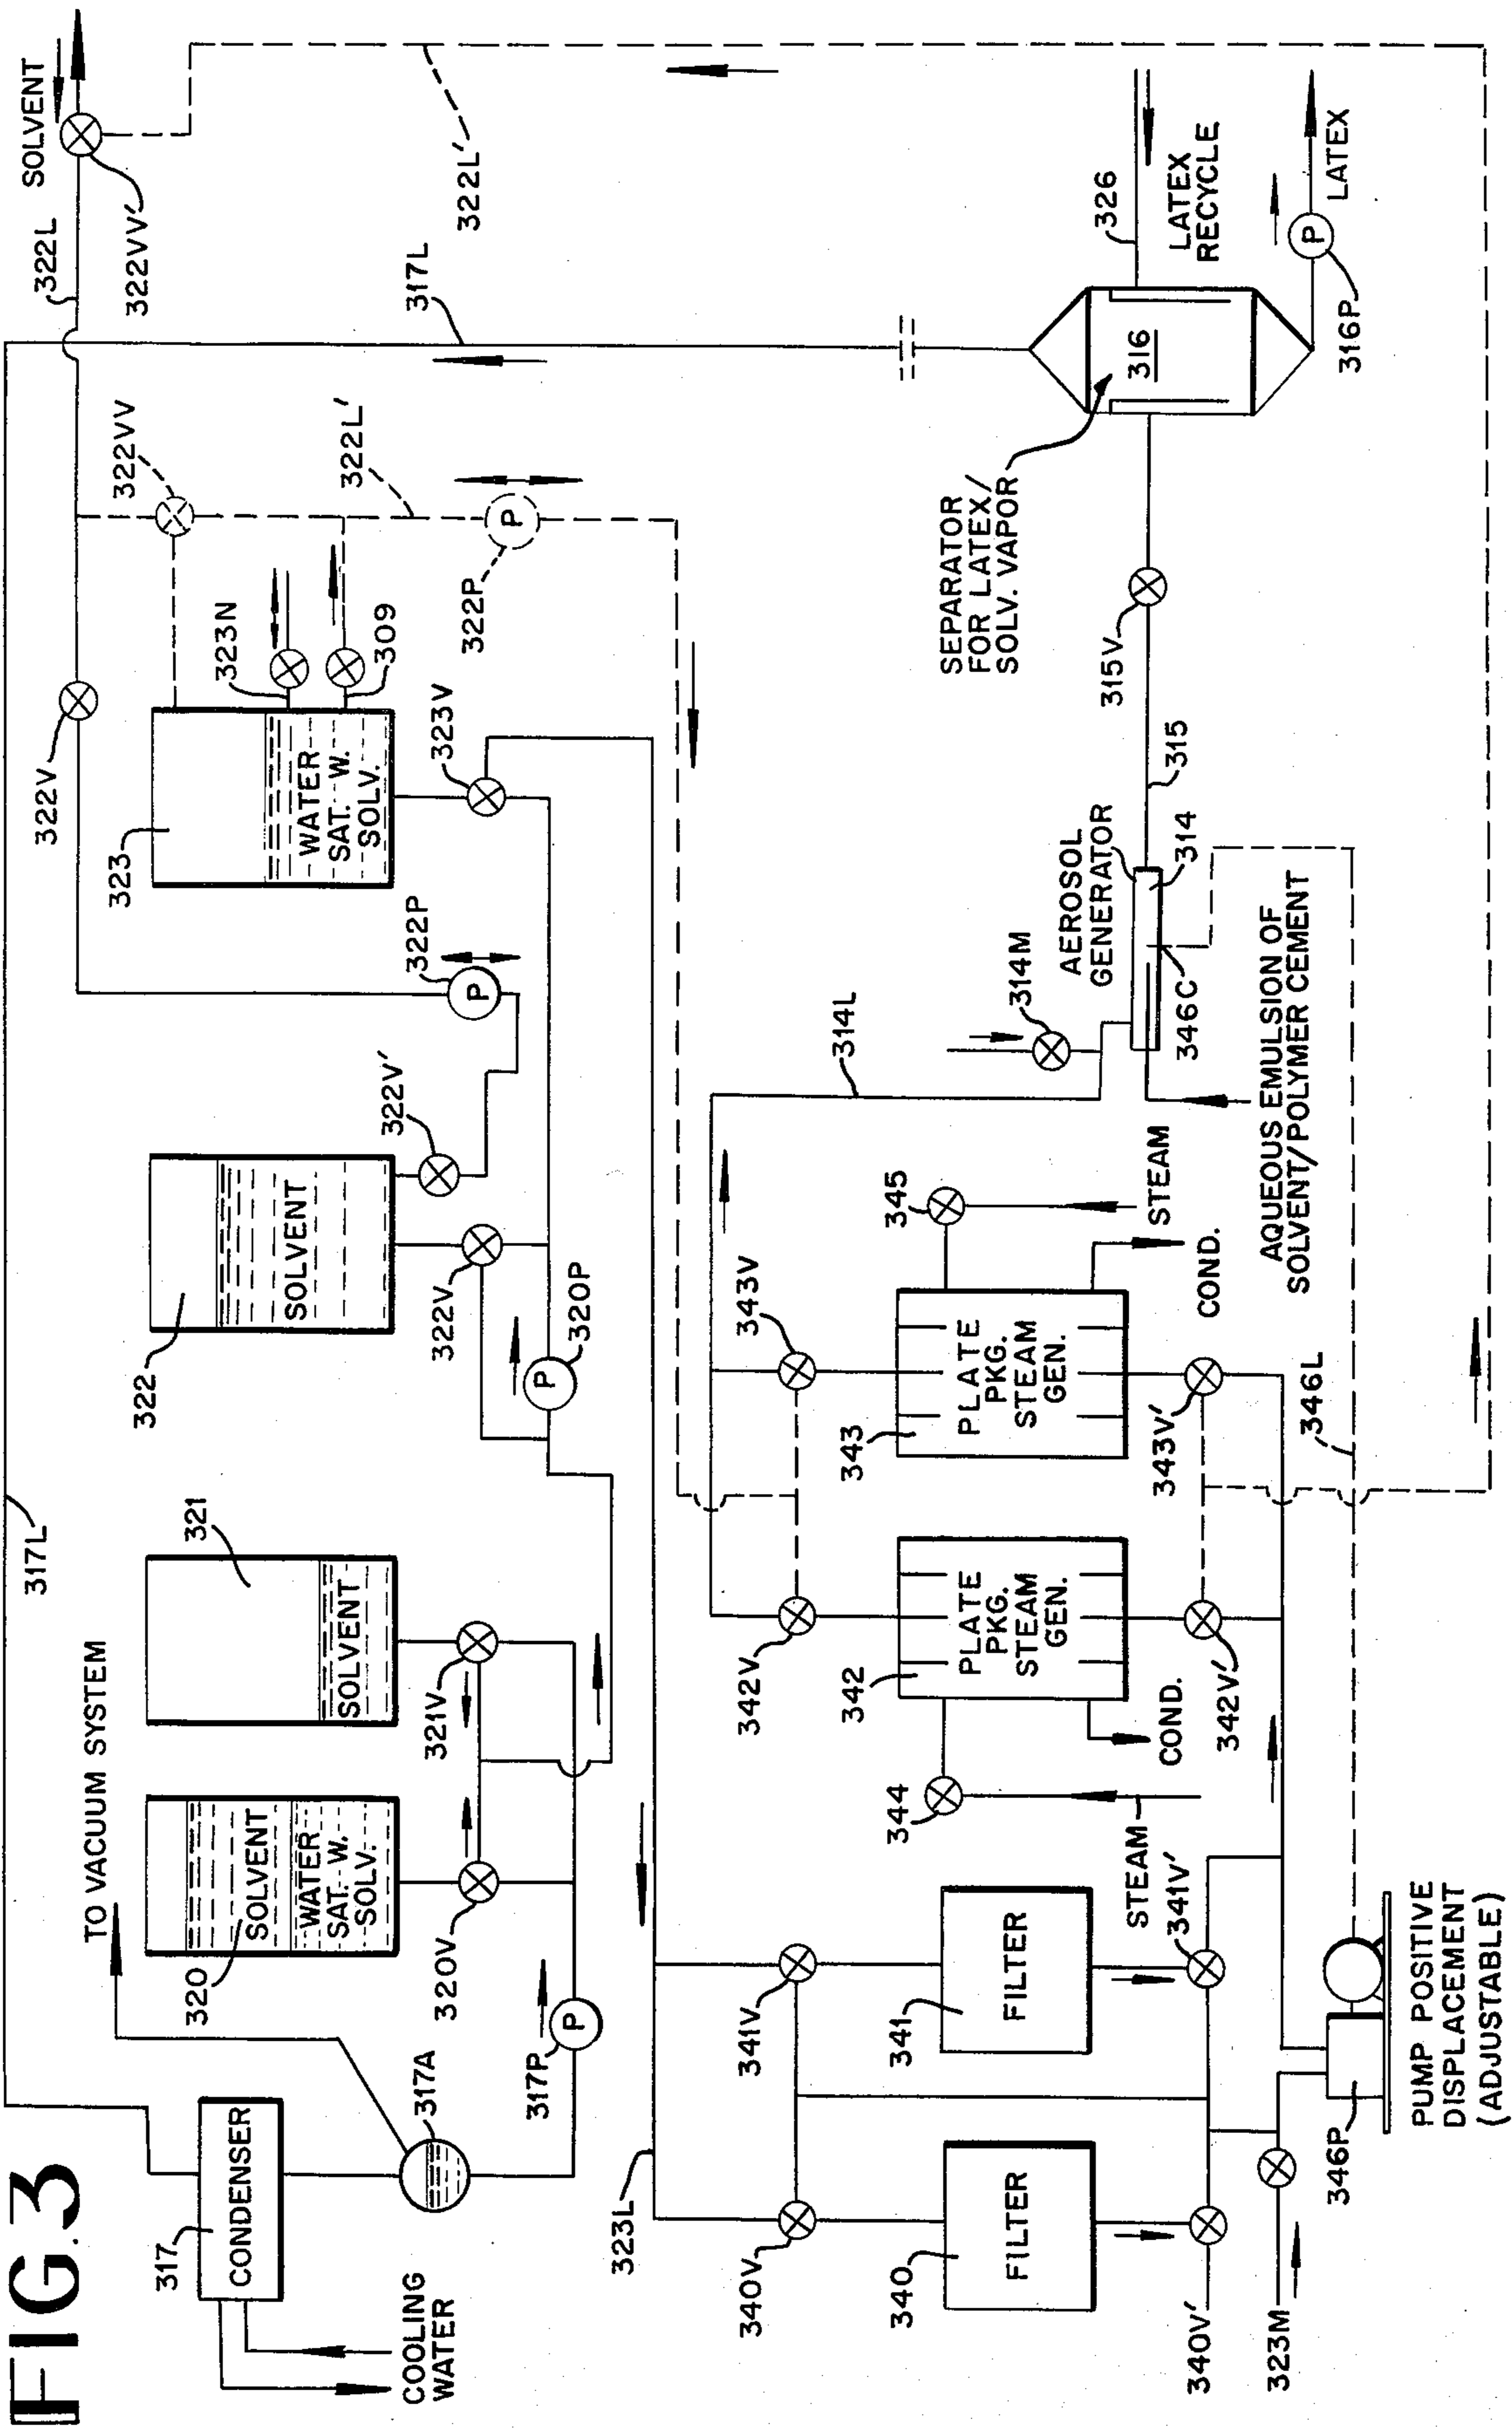 FIG.3
317L
TO VACUUM SYSTEM
317
CONDENSER
COOLING
WATER
317A
317P
P
320
SOLVENT
WATER
SAT. W.
SOLV.
320V
321
SOLVENT
321V
322
SOLVENT
322V
322V'
320P
P
322P
P
323
WATER
SAT. W.
SOLV.
323V
323N
309
322V
322VV
322L'
322P
P
322L
SOLVENT
322VV'
322L'
317L
323L
340V
340
FILTER
340V'
323M
341V
341
FILTER
341V'
346P
PUMP POSITIVE
DISPLACEMENT
(ADJUSTABLE)
344
STEAM
342V
342
PLATE
PKG.
STEAM
GEN.
COND.
342V'
343V
343
PLATE
PKG.
STEAM
GEN.
COND.
343V'
345
STEAM
346L
314L
314M
AEROSOL
GENERATOR
314
346C
AQUEOUS EMULSION OF
SOLVENT/POLYMER CEMENT
315
315V
SEPARATOR
FOR LATEX/
SOLV. VAPOR
316
326
LATEX
RECYCLE
316P
P
LATEX